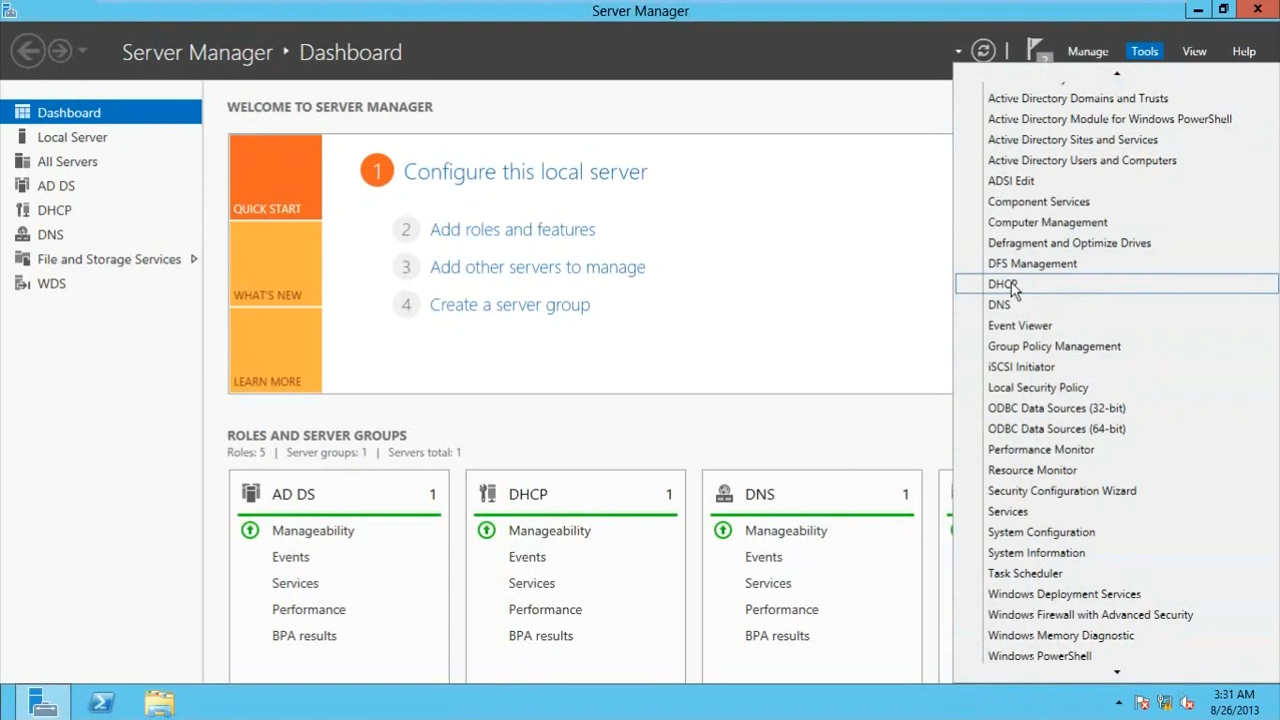 Server Manager
Server Manager • Dashboard
Manage
Tools
View
Help
Dashboard
Local Server
All Servers
AD DS
DHCP
DNS
File and Storage Services
WDS
WELCOME TO SERVER MANAGER
QUICK START
WHAT'S NEW
LEARN MORE
1 Configure this local server
2 Add roles and features
3 Add other servers to manage
4 Create a server group
ROLES AND SERVER GROUPS
Roles: 5 | Server groups: 1 | Servers total: 1
AD DS 1
Manageability
Events
Services
Performance
BPA results
DHCP 1
Manageability
Events
Services
Performance
BPA results
DNS 1
Manageability
Events
Services
Performance
BPA results
Active Directory Domains and Trusts
Active Directory Module for Windows PowerShell
Active Directory Sites and Services
Active Directory Users and Computers
ADSI Edit
Component Services
Computer Management
Defragment and Optimize Drives
DFS Management
DHCP
DNS
Event Viewer
Group Policy Management
iSCSI Initiator
Local Security Policy
ODBC Data Sources (32-bit)
ODBC Data Sources (64-bit)
Performance Monitor
Resource Monitor
Security Configuration Wizard
Services
System Configuration
System Information
Task Scheduler
Windows Deployment Services
Windows Firewall with Advanced Security
Windows Memory Diagnostic
Windows PowerShell
3:31 AM
8/26/2013